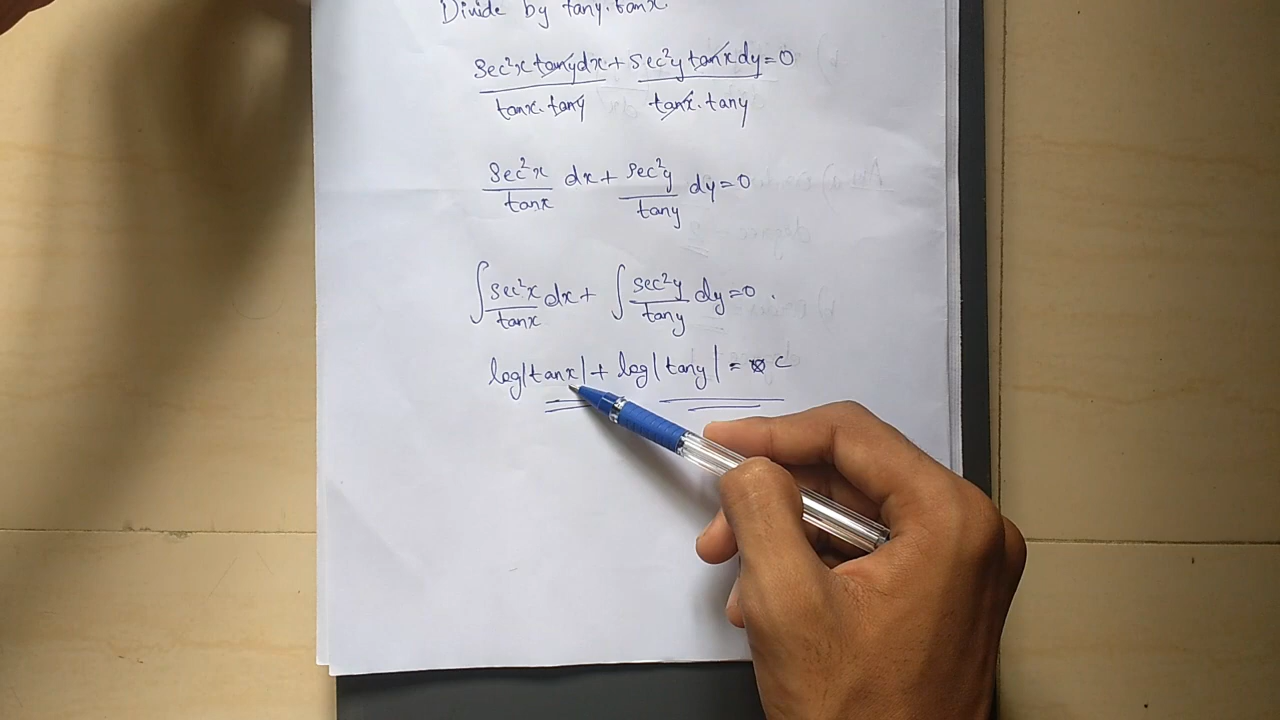 Divide by tany.tanx.
sec²x tany dx + sec²y tanx dy = 0
tanx.tany tanx.tany
sec²x dx + sec²y dy = 0
tanx tany
∫ sec²x dx + ∫ sec²y dy = 0.
tanx tany
log|tanx| + log|tany| = c